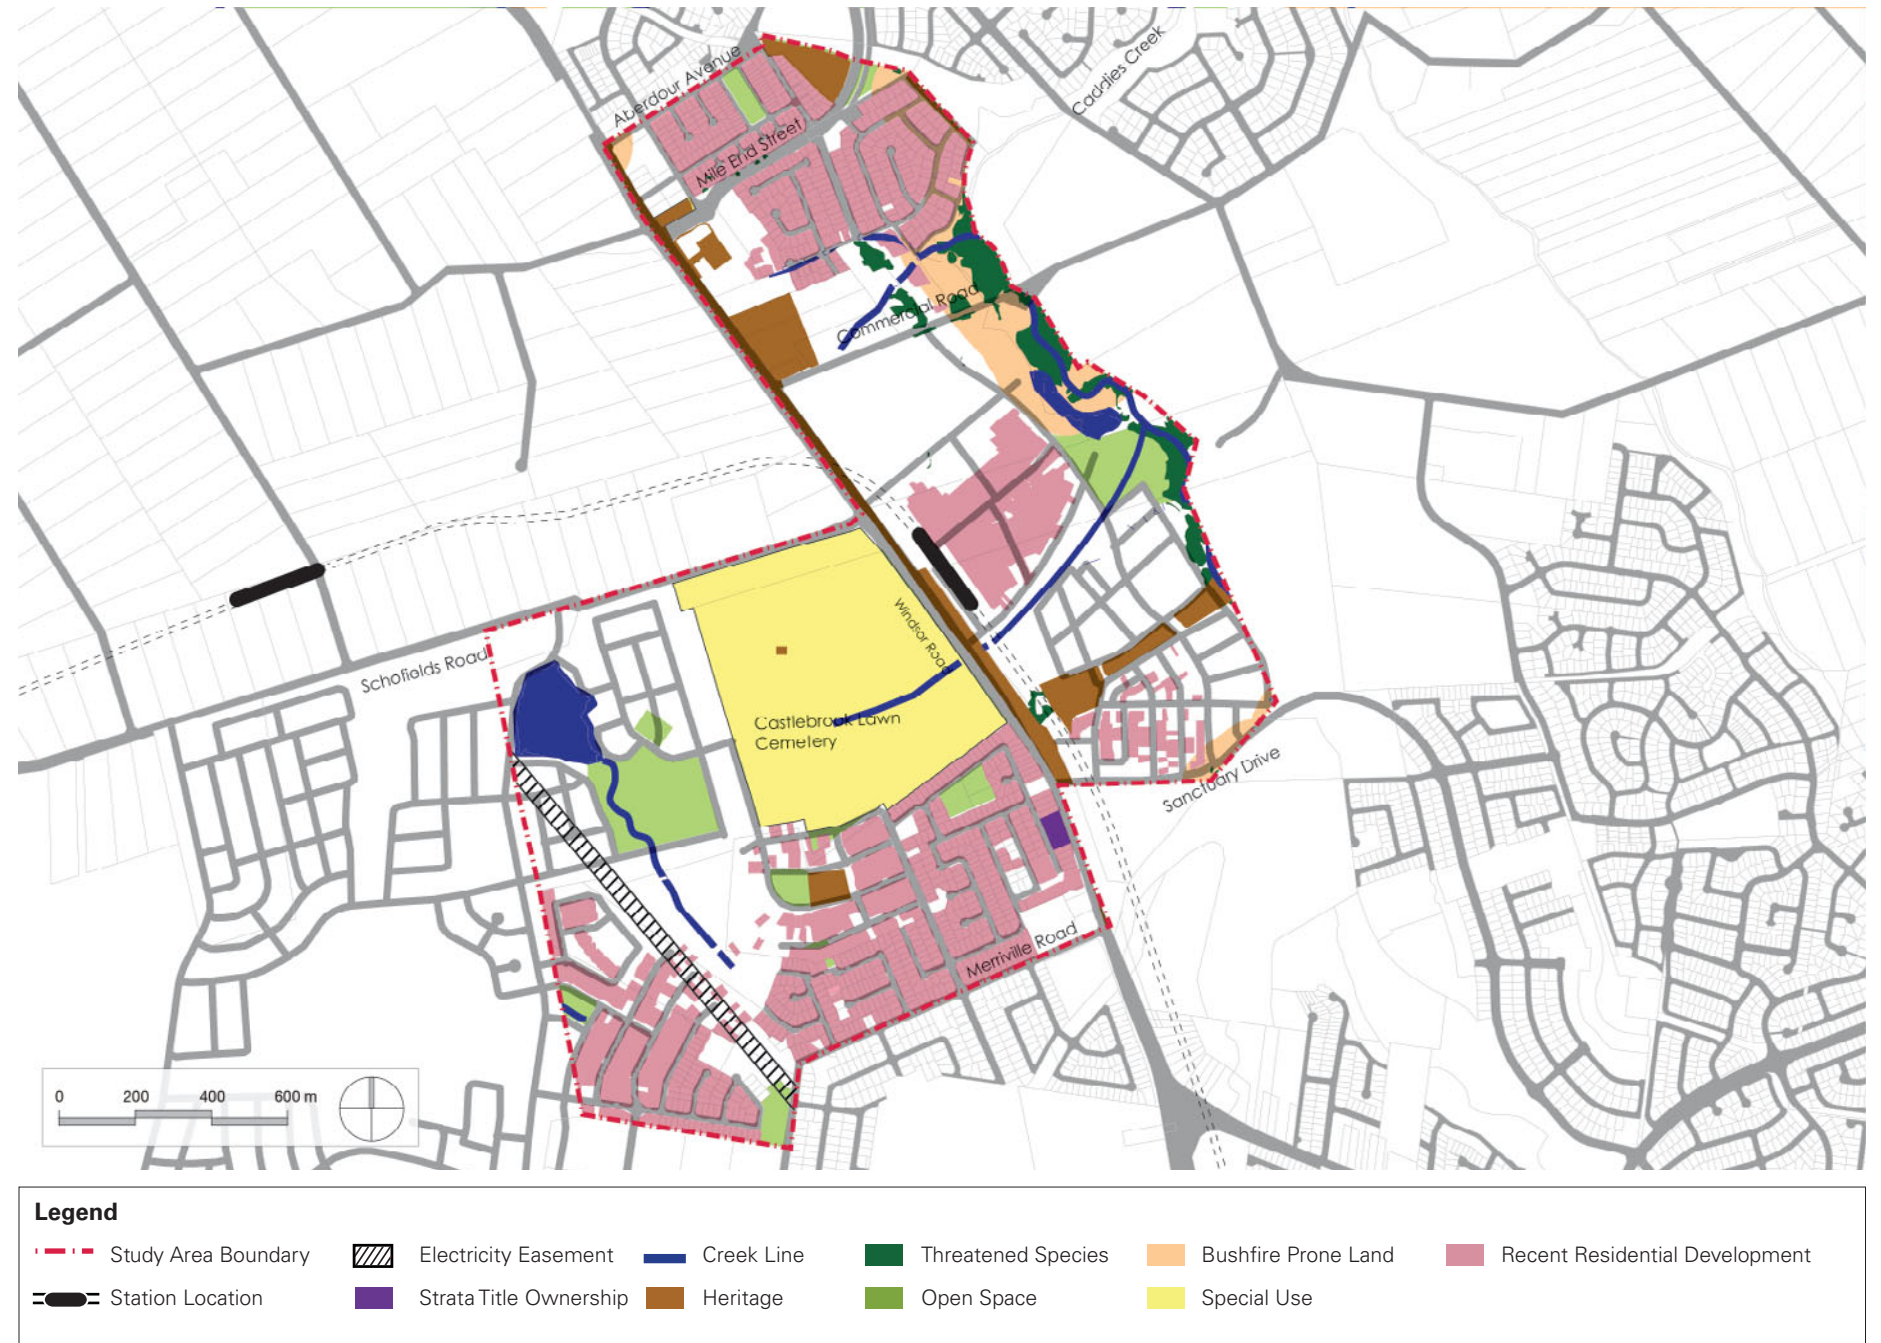 Aberdour Avenue
Caddies Creek
Mile End Street
Commercial Road
Windsor Road
Schofields Road
Castlebrook Lawn
Cemetery
Sanctuary Drive
Merriville Road
0 200 400 600 m
Legend
Study Area Boundary Electricity Easement Creek Line Threatened Species Bushfire Prone Land Recent Residential Development
Station Location Strata Title Ownership Heritage Open Space Special Use